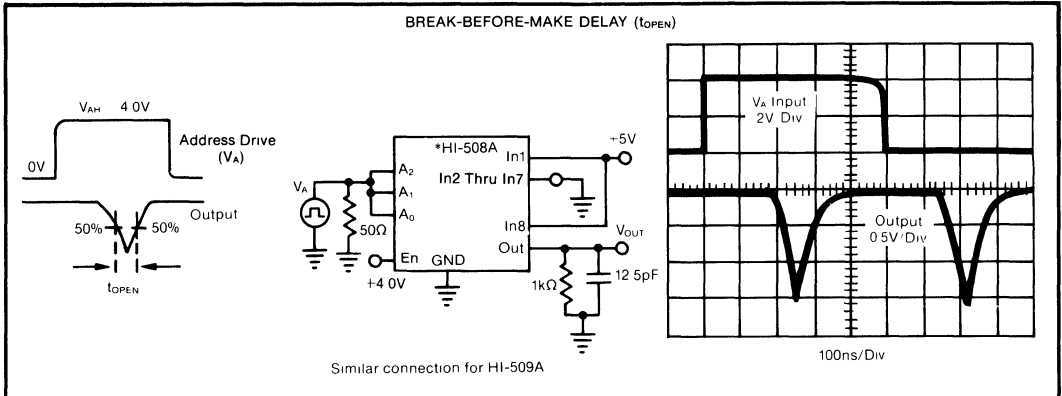 BREAK-BEFORE-MAKE DELAY (tOPEN)
VAH 4 0V
0V
Address Drive
(VA)
Output
50%
50%
tOPEN
*HI-508A
VA
A2
A1
A0
50Ω
En
+4 0V
GND
In1
In2 Thru In7
In8
Out
+5V
VOUT
1kΩ
12 5pF
Similar connection for HI-509A
VA Input
2V Div
Output
0 5V/Div
100ns/Div